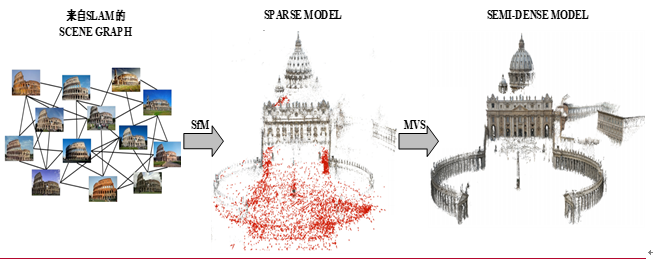 来自SLAM的
SCENE GRAPH
SPARSE MODEL
SEMI-DENSE MODEL
SfM
MVS